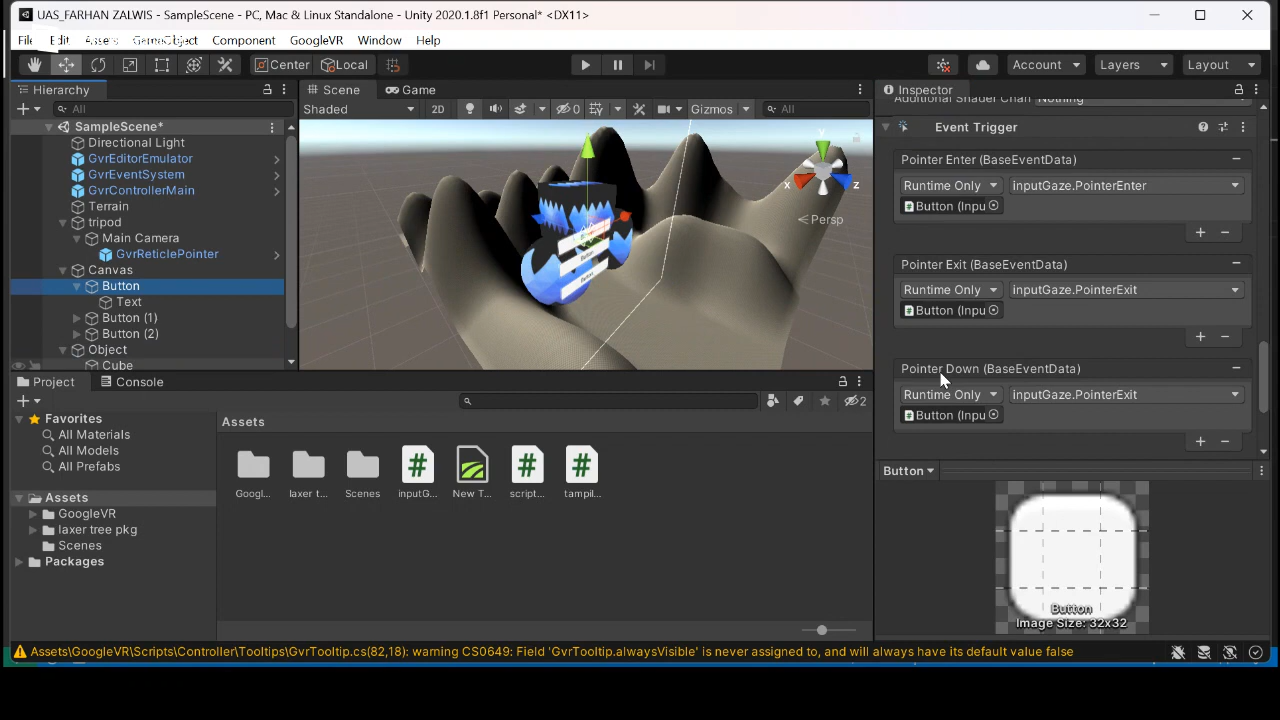 UAS_FARHAN ZALWIS - SampleScene - PC, Mac & Linux Standalone - Unity 2020.1.8f1 Personal* <DX11>
File Edit Assets GameObject Component GoogleVR Window Help
Center Local Account Layers Layout
Hierarchy
All
SampleScene*
Directional Light
GvrEditorEmulator
GvrEventSystem
GvrControllerMain
Terrain
tripod
Main Camera
GvrReticlePointer
Canvas
Button
Text
Button (1)
Button (2)
Object
Cube
Scene Game
Shaded 2D 0 Gizmos All
y
x
z
Persp
Inspector
Additional Shader Chan Nothing
Event Trigger
Pointer Enter (BaseEventData)
Runtime Only inputGaze.PointerEnter
Button (Inpu
+ −
Pointer Exit (BaseEventData)
Runtime Only inputGaze.PointerExit
Button (Inpu
+ −
Pointer Down (BaseEventData)
Runtime Only inputGaze.PointerExit
Button (Inpu
+ −
Button
Button
Image Size: 32x32
Project Console
2
Favorites
All Materials
All Models
All Prefabs
Assets
GoogleVR
laxer tree pkg
Scenes
Packages
Assets
Googl... laxer t... Scenes inputG... New T... script... tampil...
Assets\GoogleVR\Scripts\Controller\Tooltips\GvrTooltip.cs(82,18): warning CS0649: Field 'GvrTooltip.alwaysVisible' is never assigned to, and will always have its default value false